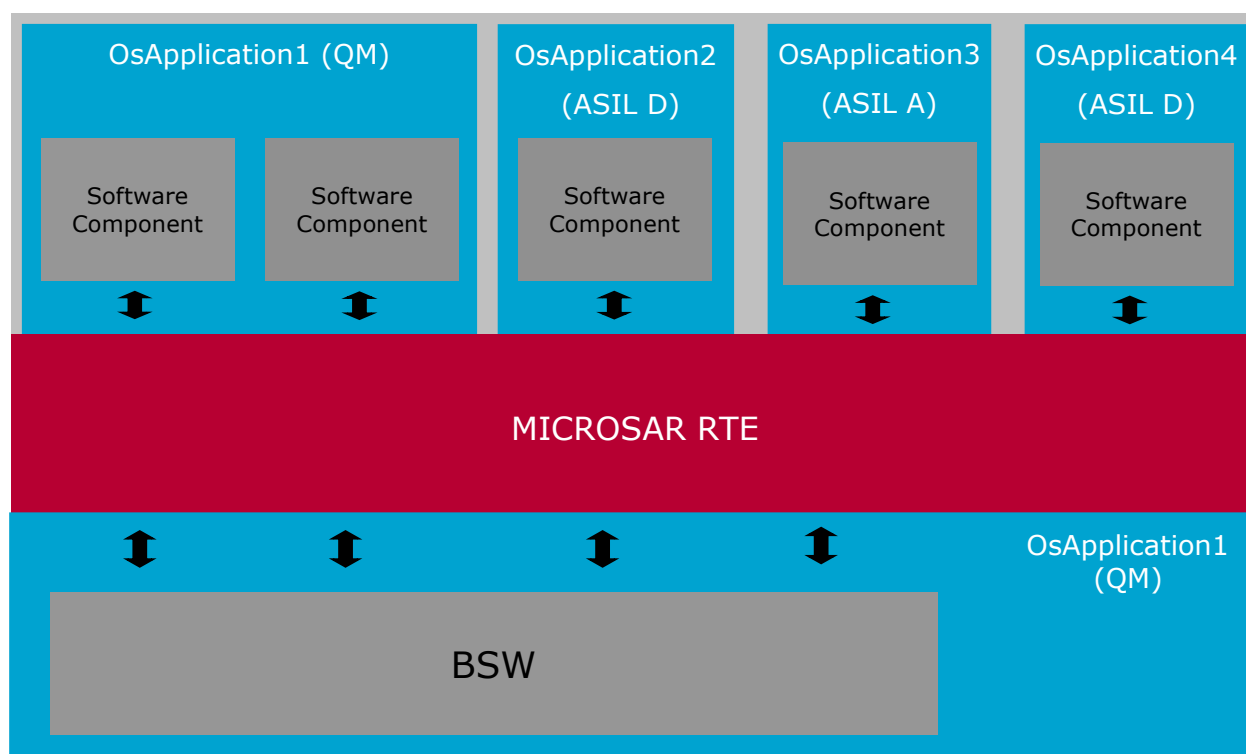 OsApplication1 (QM)
OsApplication2
(ASIL D)
OsApplication3
(ASIL A)
OsApplication4
(ASIL D)
Software
Component
Software
Component
Software
Component
Software
Component
Software
Component
MICROSAR RTE
OsApplication1
(QM)
BSW